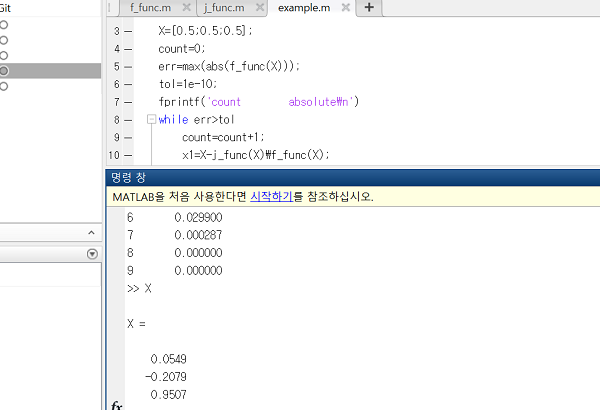 Git
f_func.m
j_func.m
example.m
3 — X=[0.5;0.5;0.5];
4 — count=0;
5 — err=max(abs(f_func(X)));
6 — tol=1e-10;
7 — fprintf('count absolute₩n')
8 — while err>tol
9 — count=count+1;
10 — x1=X-j_func(X)₩f_func(X);
명령 창
MATLAB을 처음 사용한다면 시작하기를 참조하십시오.
6 0.029900
7 0.000287
8 0.000000
9 0.000000
>> X
X =
0.0549
-0.2079
0.9507
fx